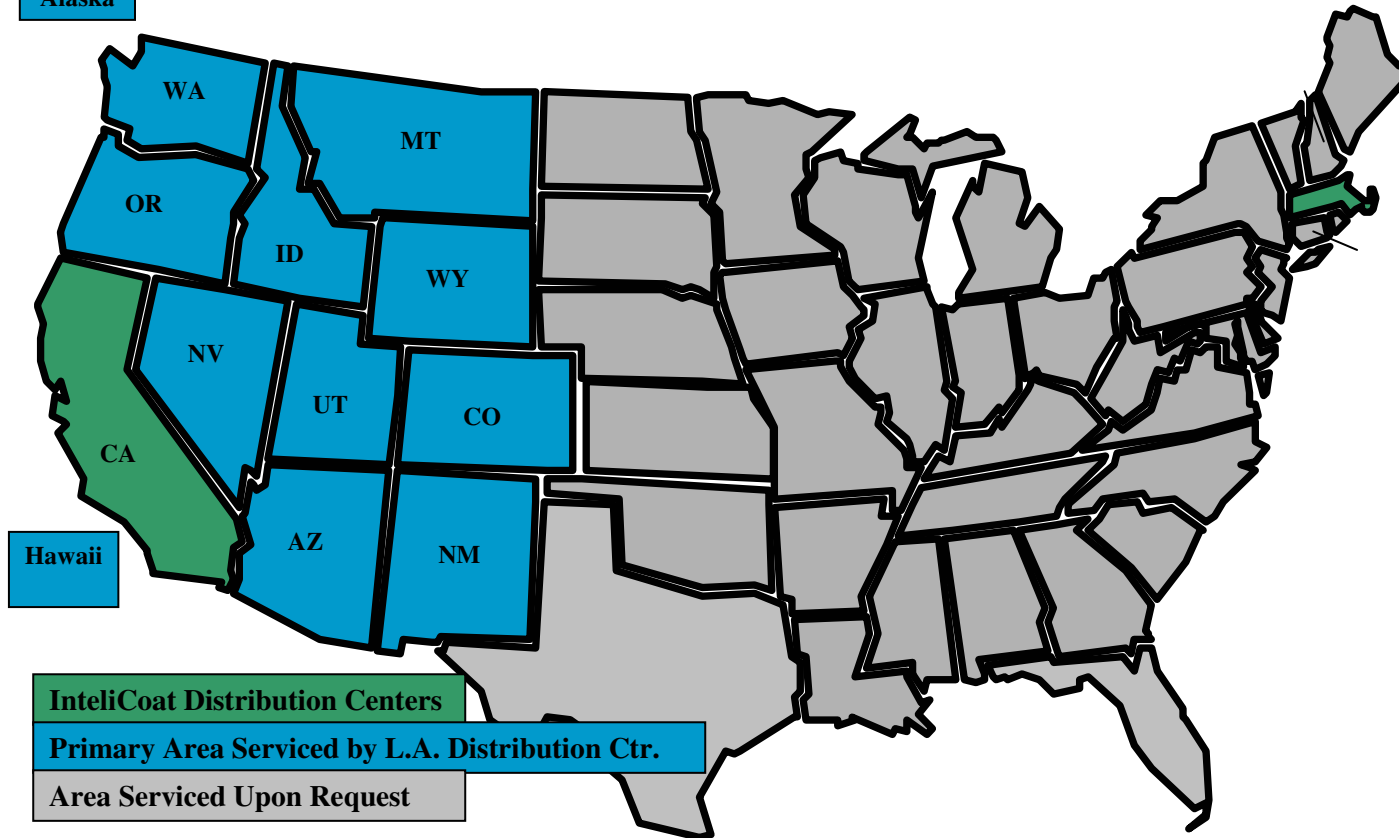 Alaska
WA
MT
OR
ID
WY
NV
UT
CO
CA
AZ
NM
Hawaii
InteliCoat Distribution Centers
Primary Area Serviced by L.A. Distribution Ctr.
Area Serviced Upon Request